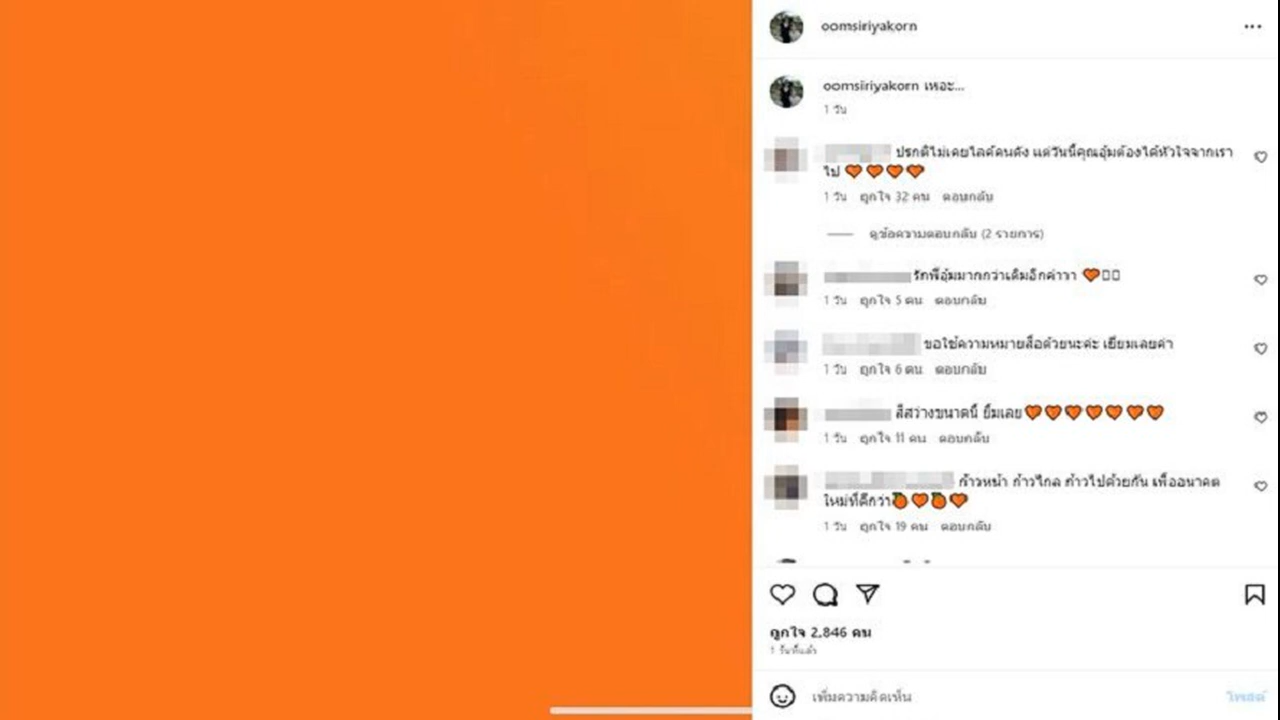 oomsiriyakorn
oomsiriyakorn เหอะ...
1 วัน
ปรกติไม่เคยไลค์คนดัง แต่วันนี้คุณอุ้มต้องได้หัวใจจากเรา
ไป 🧡🧡🧡🧡
1 วัน ถูกใจ 32 คน ตอบกลับ
ดูข้อความตอบกลับ (2 รายการ)
รักพี่อุ้มมากกว่าเดิมอีกค่าาา 🧡
1 วัน ถูกใจ 5 คน ตอบกลับ
ขอใช้ความหมายสื่อด้วยนะค่ะ เยี่ยมเลยค่า
1 วัน ถูกใจ 6 คน ตอบกลับ
สีสว่างขนาดนี้ ยิ้มเลย🧡🧡🧡🧡🧡🧡🧡
1 วัน ถูกใจ 11 คน ตอบกลับ
ก้าวหน้า ก้าวไกล ก้าวไปด้วยกัน เพื่ออนาคต
ใหม่ที่ดีกว่า🍊🧡🍊🧡
1 วัน ถูกใจ 19 คน ตอบกลับ
ถูกใจ 2,846 คน
1 วันที่แล้ว
เพิ่มความคิดเห็น
โพสต์